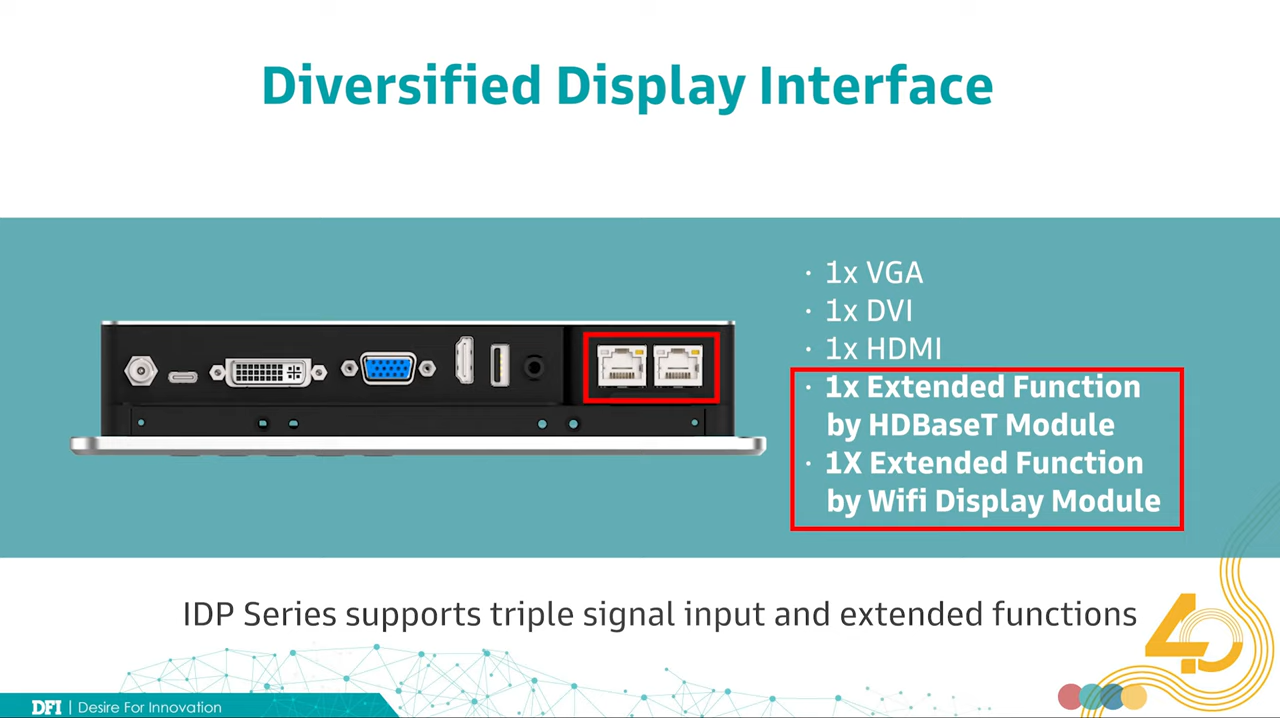 Diversified Display Interface
· 1x VGA
· 1x DVI
· 1x HDMI
· 1x Extended Function
by HDBaseT Module
· 1X Extended Function
by Wifi Display Module
IDP Series supports triple signal input and extended functions
40
DFI | Desire For Innovation